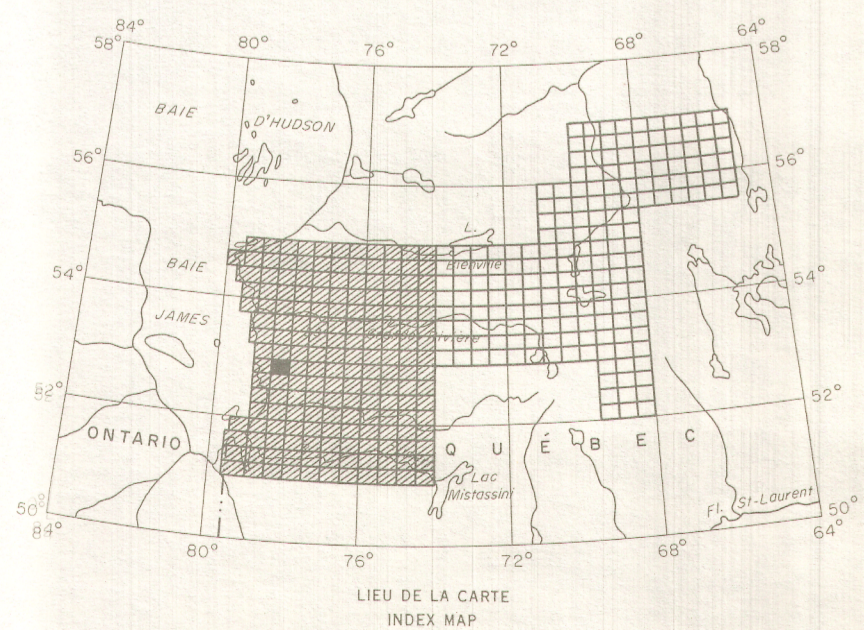 84°
58°
80°
76°
72°
68°
64°
58°
BAIE
D'HUDSON
56°
56°
L.
Bienville
BAIE
54°
54°
JAMES
52°
52°
ONTARIO
QUÉBEC
Lac
Mistassini
Fl. St-Laurent
50°
84°
50°
64°
80°
76°
72°
68°
LIEU DE LA CARTE
INDEX MAP